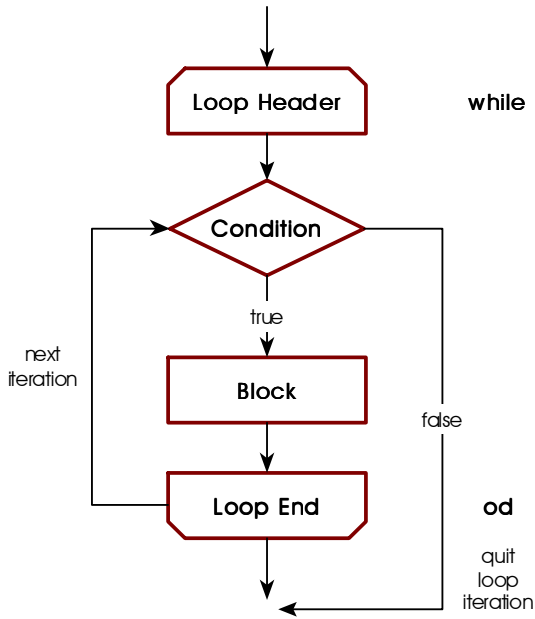 Loop Header
while
Condition
true
next
iteration
Block
false
Loop End
od
quit
loop
iteration